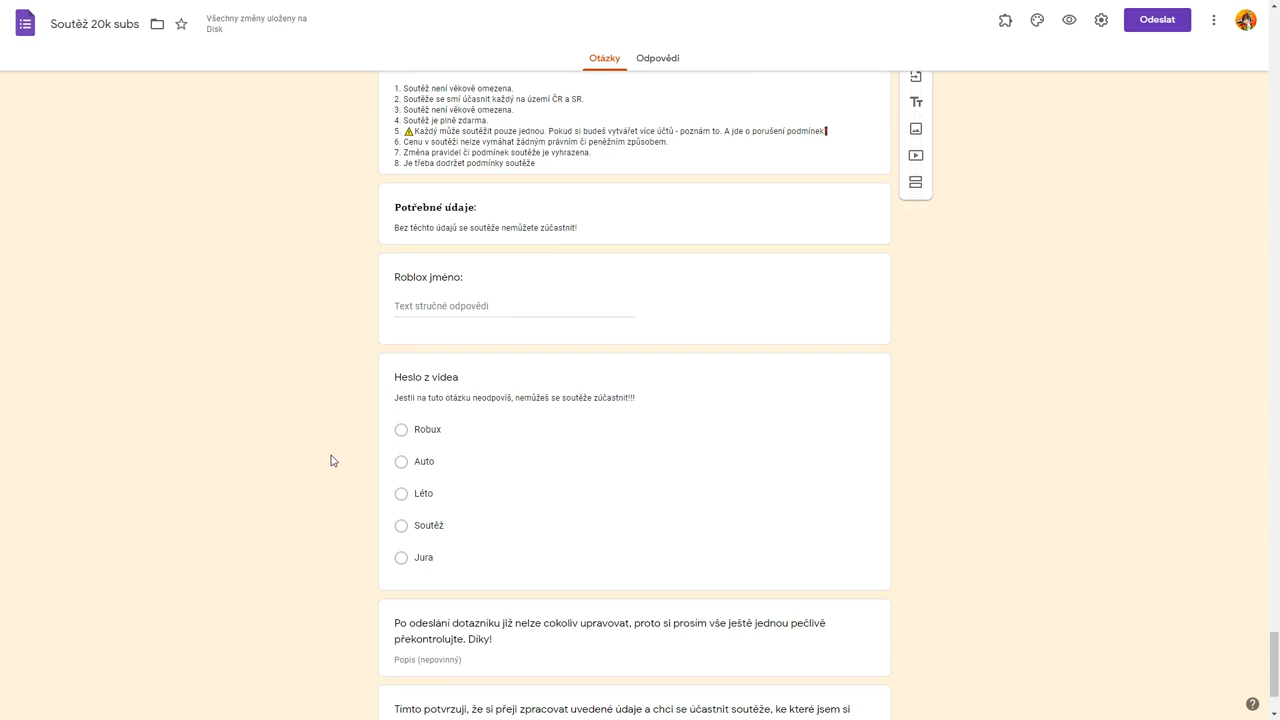 Soutěž 20k subs
Všechny změny uloženy na
Disk
Odeslat
Otázky
Odpovědi
1. Soutěž není věkově omezena.
2. Soutěže se smí účasnit každý na území ČR a SR.
3. Soutěž není věkově omezena.
4. Soutěž je plně zdarma.
5. ⚠Každý může soutěžit pouze jednou. Pokud si budeš vytvářet více účtů - poznám to. A jde o porušení podmínek❗
6. Cenu v soutěži nelze vymáhat žádným právním či peněžním způsobem.
7. Změna pravidel či podmínek soutěže je vyhrazena.
8. Je třeba dodržet podmínky soutěže
Potřebné údaje:
Bez těchto údajů se soutěže nemůžete zúčastnit!
Roblox jméno:
Text stručné odpovědi
Heslo z videa
Jestli na tuto otázku neodpovíš, nemůžeš se soutěže zúčastnit!!!
Robux
Auto
Léto
Soutěž
Jura
Po odeslání dotazníku již nelze cokoliv upravovat, proto si prosím vše ještě jednou pečlivě
překontrolujte. Díky!
Popis (nepovinný)
Tímto potvrzuji, že si přeji zpracovat uvedené údaje a chci se účastnit soutěže, ke které jsem si